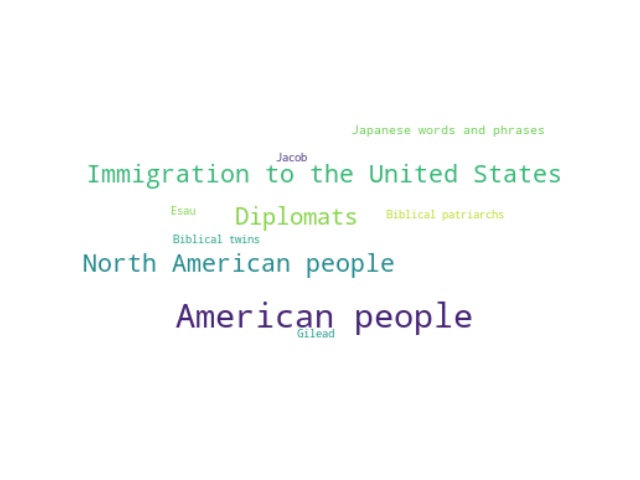 Japanese words and phrases
Jacob
Immigration to the United States
Esau
Diplomats
Biblical patriarchs
Biblical twins
North American people
American people
Gilead